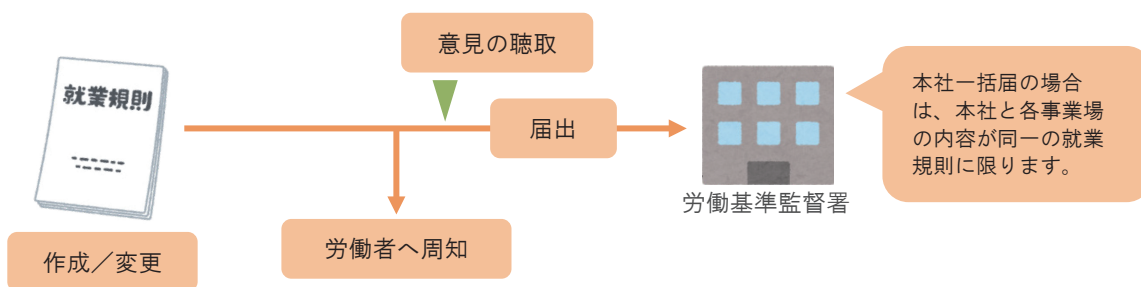 意見の聴取
就業規則
届出
本社一括届の場合
は、本社と各事業場
の内容が同一の就業
規則に限ります。
労働基準監督署
労働者へ周知
作成／変更